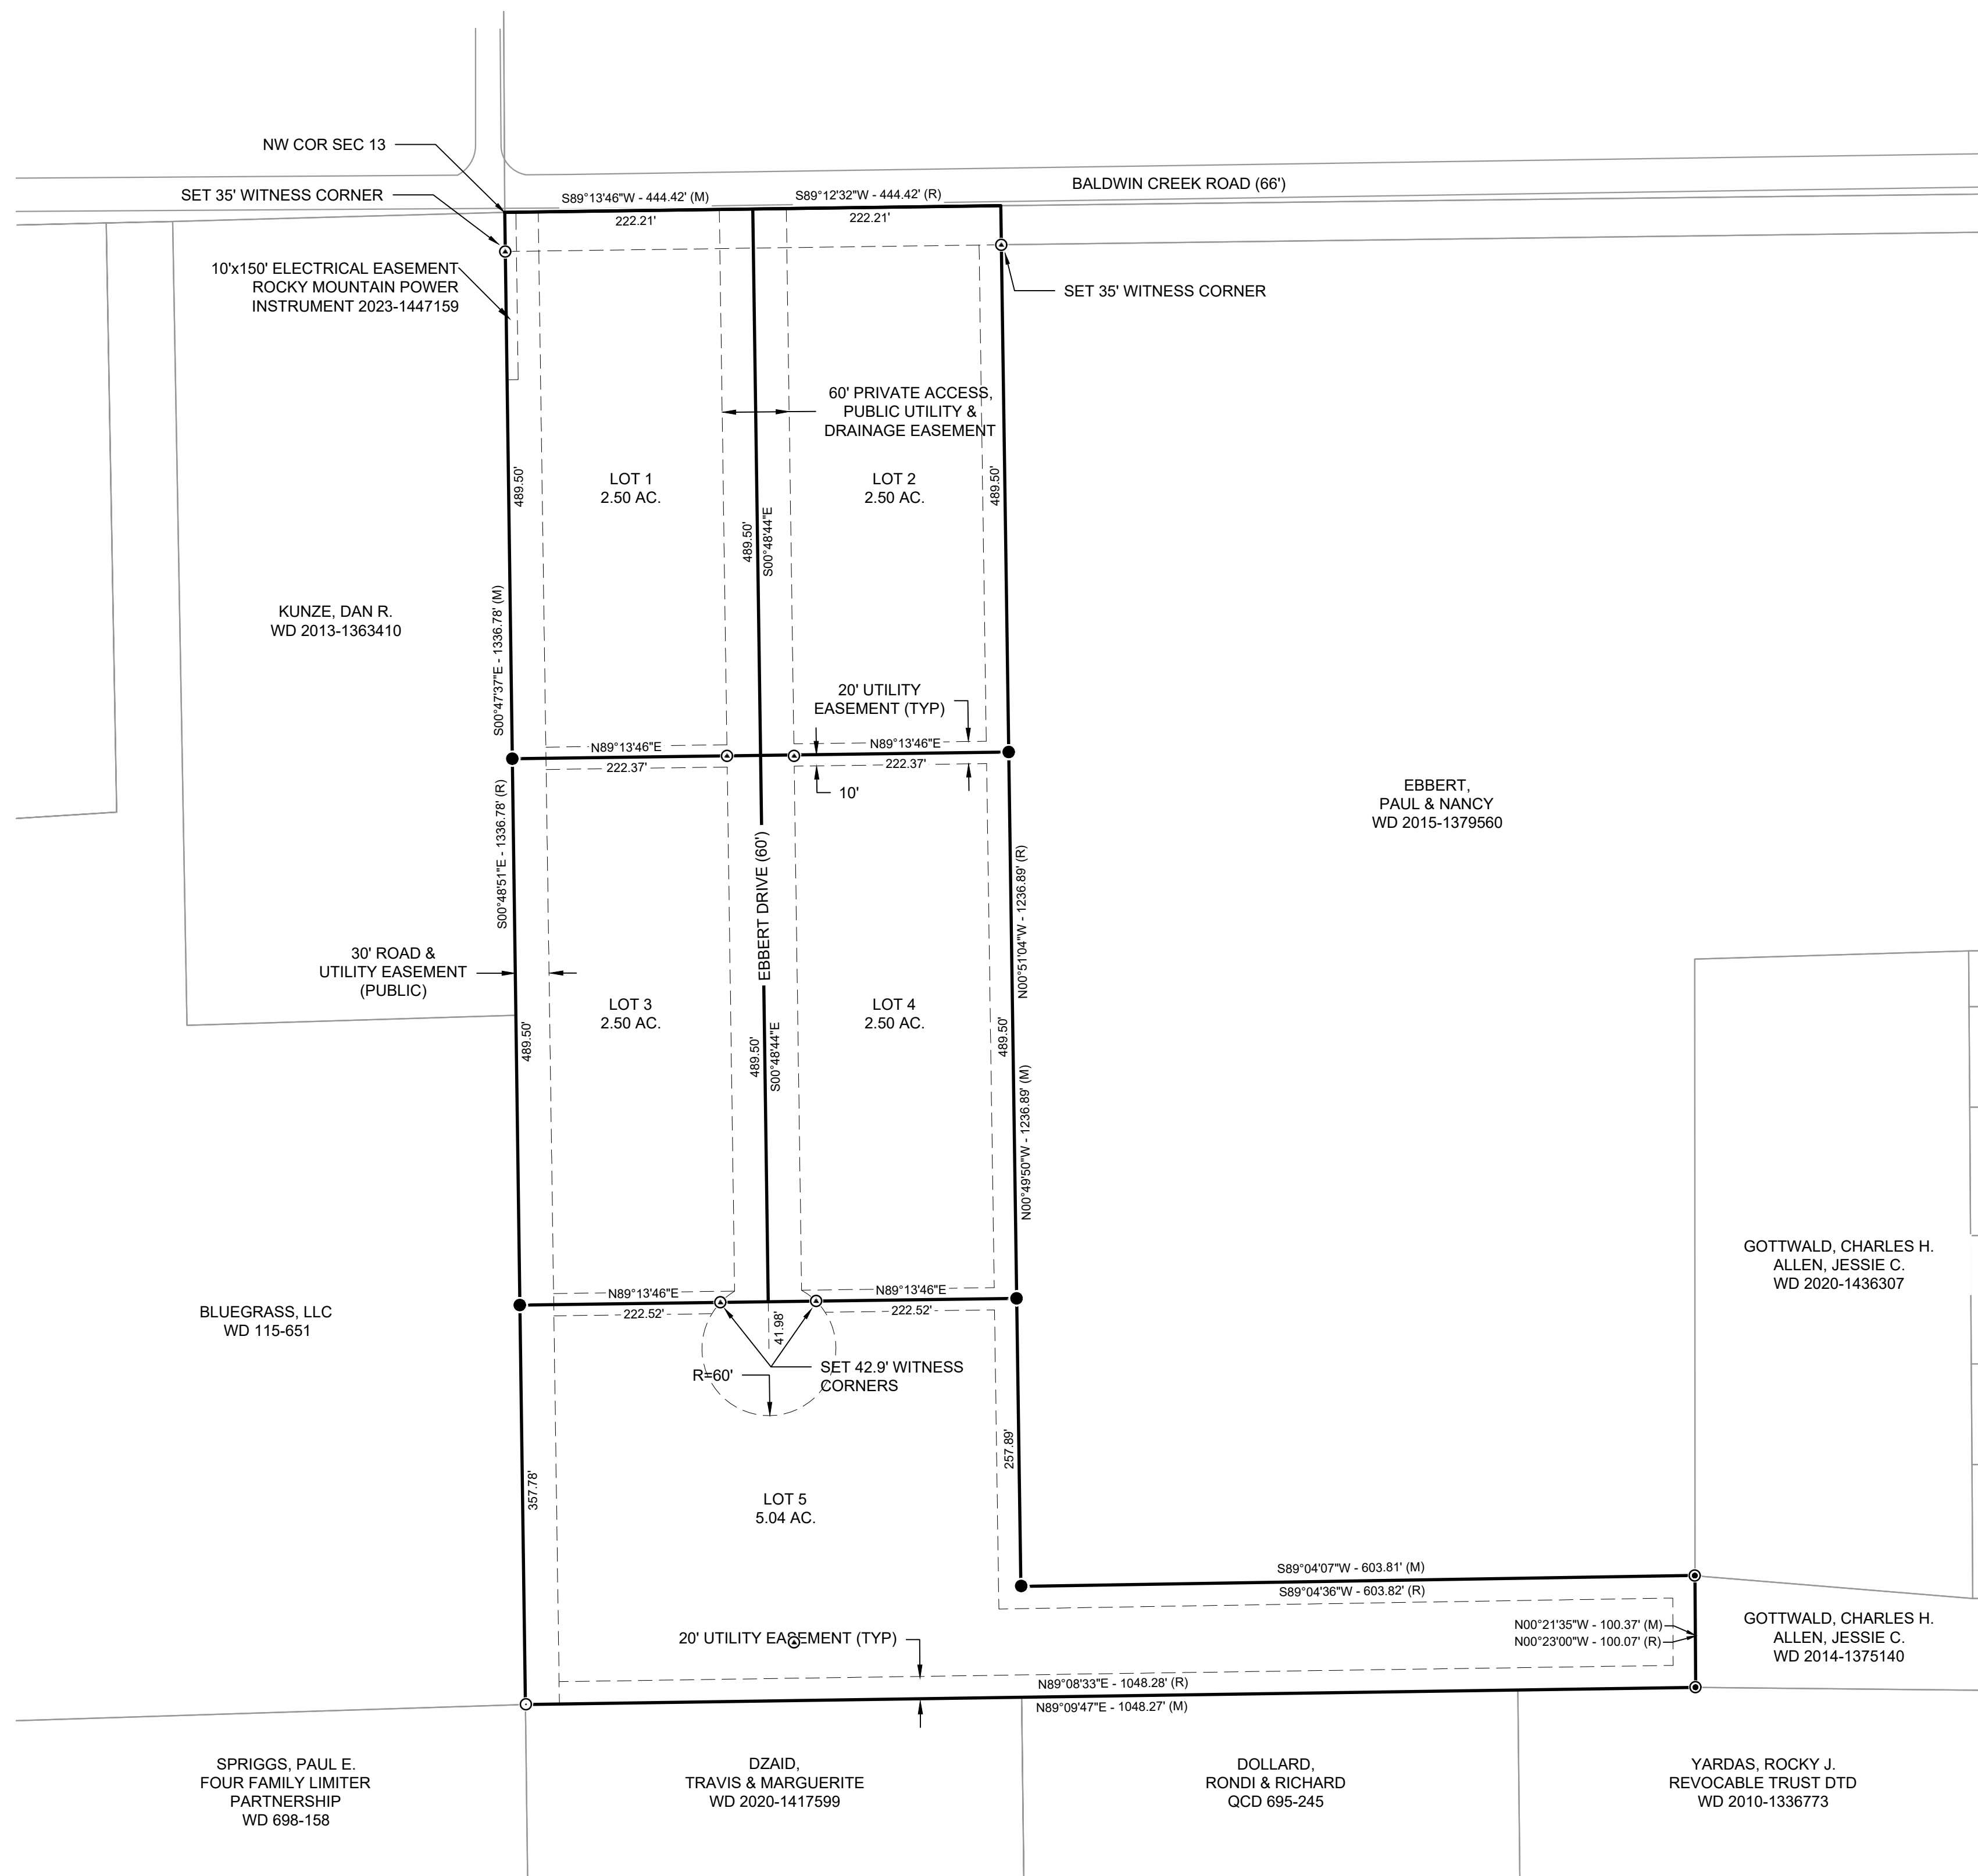 NW COR SEC 13
SET 35' WITNESS CORNER
S89°13'46"W - 444.42' (M)
S89°12'32"W - 444.42' (R)
BALDWIN CREEK ROAD (66')
222.21'
222.21'
10'x150' ELECTRICAL EASEMENT
ROCKY MOUNTAIN POWER
INSTRUMENT 2023-1447159
SET 35' WITNESS CORNER
60' PRIVATE ACCESS,
PUBLIC UTILITY &
DRAINAGE EASEMENT
LOT 1
2.50 AC.
LOT 2
2.50 AC.
489.50'
489.50'
S00°48'44"E
489.50'
KUNZE, DAN R.
WD 2013-1363410
S00°47'37"E - 1336.78' (M)
S00°48'51"E - 1336.78' (R)
20' UTILITY
EASEMENT (TYP)
N89°13'46"E
222.37'
N89°13'46"E
222.37'
10'
EBBERT,
PAUL & NANCY
WD 2015-1379560
EBBERT DRIVE (60')
N00°51'04"W - 1236.89' (R)
N00°49'50"W - 1236.89' (M)
30' ROAD &
UTILITY EASEMENT
(PUBLIC)
LOT 3
2.50 AC.
LOT 4
2.50 AC.
489.50'
489.50'
S00°48'44"E
489.50'
GOTTWALD, CHARLES H.
ALLEN, JESSIE C.
WD 2020-1436307
BLUEGRASS, LLC
WD 115-651
N89°13'46"E
222.52'
N89°13'46"E
222.52'
41.98'
SET 42.9' WITNESS
CORNERS
R=60'
257.89'
357.78'
LOT 5
5.04 AC.
S89°04'07"W - 603.81' (M)
S89°04'36"W - 603.82' (R)
N00°21'35"W - 100.37' (M)
N00°23'00"W - 100.07' (R)
GOTTWALD, CHARLES H.
ALLEN, JESSIE C.
WD 2014-1375140
20' UTILITY EASEMENT (TYP)
N89°08'33"E - 1048.28' (R)
N89°09'47"E - 1048.27' (M)
SPRIGGS, PAUL E.
FOUR FAMILY LIMITER
PARTNERSHIP
WD 698-158
DZAID,
TRAVIS & MARGUERITE
WD 2020-1417599
DOLLARD,
RONDI & RICHARD
QCD 695-245
YARDAS, ROCKY J.
REVOCABLE TRUST DTD
WD 2010-1336773